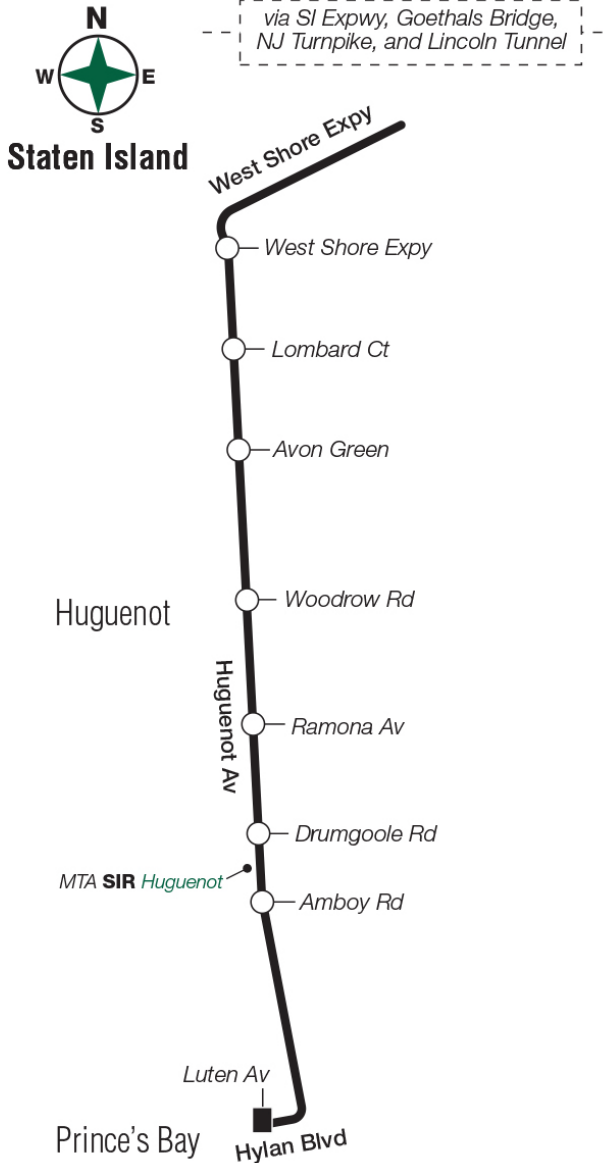 N
W E
S
Staten Island
via SI Expwy, Goethals Bridge,
NJ Turnpike, and Lincoln Tunnel
West Shore Expy
West Shore Expy
Lombard Ct
Avon Green
Woodrow Rd
Huguenot
Huguenot Av
Ramona Av
Drumgoole Rd
MTA SIR Huguenot
Amboy Rd
Luten Av
Prince's Bay
Hylan Blvd